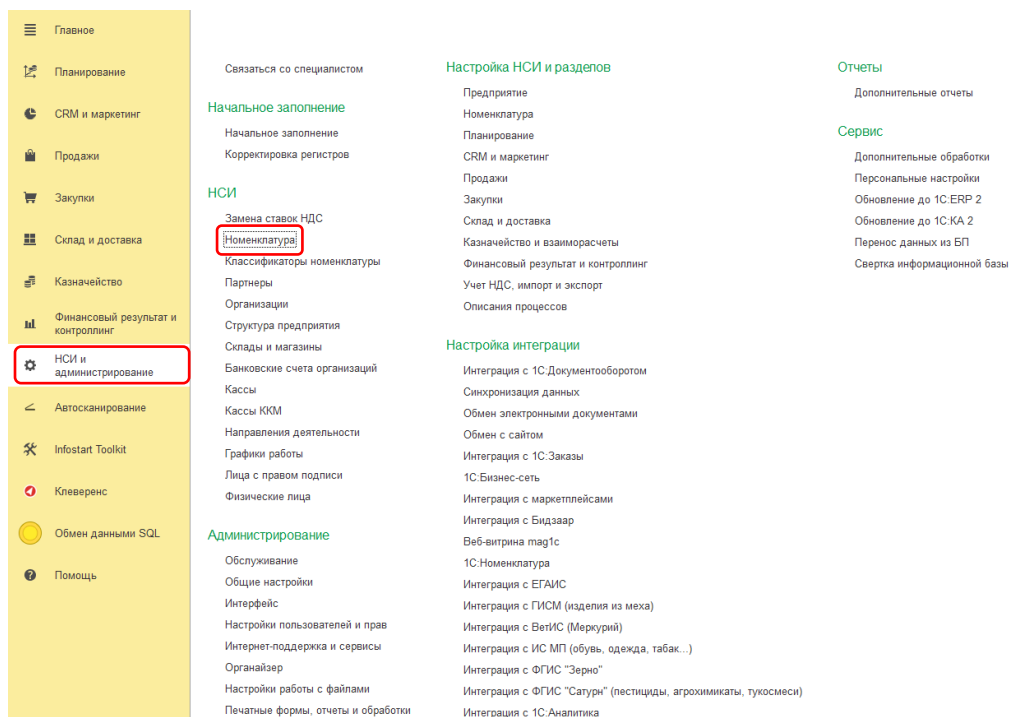 Главное
Планирование
CRM и маркетинг
Продажи
Закупки
Склад и доставка
Казначейство
Финансовый результат и
контроллинг
НСИ и
администрирование
Автосканирование
Infostart Toolkit
Клеверенс
Обмен данными SQL
Помощь
Связаться со специалистом
Начальное заполнение
Начальное заполнение
Корректировка регистров
НСИ
Замена ставок НДС
Номенклатура
Классификаторы номенклатуры
Партнеры
Организации
Структура предприятия
Склады и магазины
Банковские счета организаций
Кассы
Кассы ККМ
Направления деятельности
Графики работы
Лица с правом подписи
Физические лица
Администрирование
Обслуживание
Общие настройки
Интерфейс
Настройки пользователей и прав
Интернет-поддержка и сервисы
Органайзер
Настройки работы с файлами
Печатные формы, отчеты и обработки
Настройка НСИ и разделов
Предприятие
Номенклатура
Планирование
CRM и маркетинг
Продажи
Закупки
Склад и доставка
Казначейство и взаиморасчеты
Финансовый результат и контроллинг
Учет НДС, импорт и экспорт
Описания процессов
Настройка интеграции
Интеграция с 1С:Документооборотом
Синхронизация данных
Обмен электронными документами
Обмен с сайтом
Интеграция с 1С:Заказы
1С:Бизнес-сеть
Интеграция с маркетплейсами
Интеграция с Бидзаар
Веб-витрина mag1c
1С:Номенклатура
Интеграция с ЕГАИС
Интеграция с ГИСМ (изделия из меха)
Интеграция с ВетИС (Меркурий)
Интеграция с ИС МП (обувь, одежда, табак...)
Интеграция с ФГИС "Зерно"
Интеграция с ФГИС "Сатурн" (пестициды, агрохимикаты, тукосмеси)
Интеграция с 1С:Аналитика
Отчеты
Дополнительные отчеты
Сервис
Дополнительные обработки
Персональные настройки
Обновление до 1С:ERP 2
Обновление до 1С:КА 2
Перенос данных из БП
Свертка информационной базы